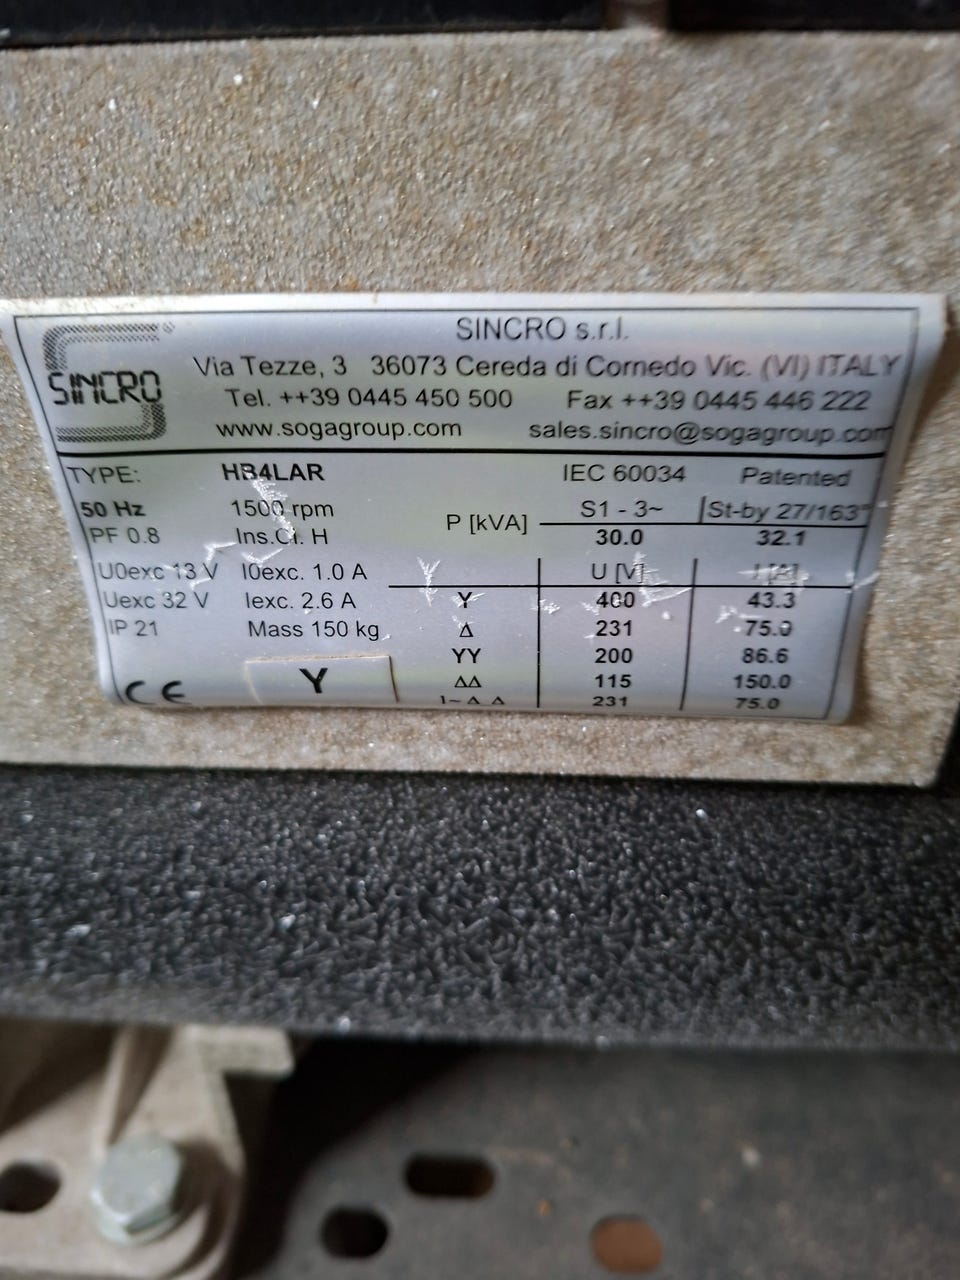 SINCRO s.r.l.
SINCRO
Via Tezze, 3 36073 Cereda di Cornedo Vic. (VI) ITALY
Tel. ++39 0445 450 500 Fax ++39 0445 446 222
www.sogagroup.com sales.sincro@sogagroup.com
TYPE: HB4LAR IEC 60034 Patented
50 Hz 1500 rpm P [kVA] S1 - 3~ St-by 27/163°
PF 0.8 Ins.Cl. H 30.0 32.1
U0exc 13 V I0exc. 1.0 A U [V] I [A]
Uexc 32 V Iexc. 2.6 A Y 400 43.3
IP 21 Mass 150 kg Δ 231 75.0
YY 200 86.6
CE Y ΔΔ 115 150.0
1~ Δ Δ 231 75.0